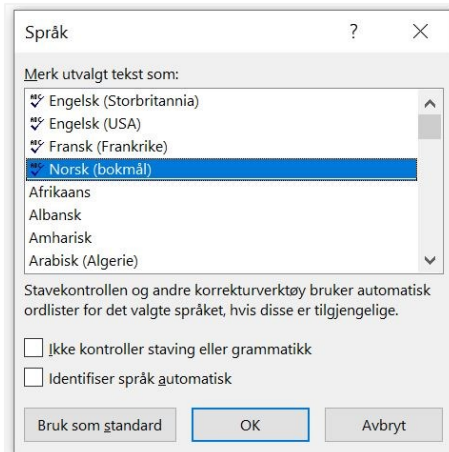 Språk ?
Merk utvalgt tekst som:
Engelsk (Storbritannia)
Engelsk (USA)
Fransk (Frankrike)
Norsk (bokmål)
Afrikaans
Albansk
Amharisk
Arabisk (Algerie)
Stavekontrollen og andre korrekturverktøy bruker automatisk
ordlister for det valgte språket, hvis disse er tilgjengelige.
Ikke kontroller staving eller grammatikk
Identifiser språk automatisk
Bruk som standard OK Avbryt